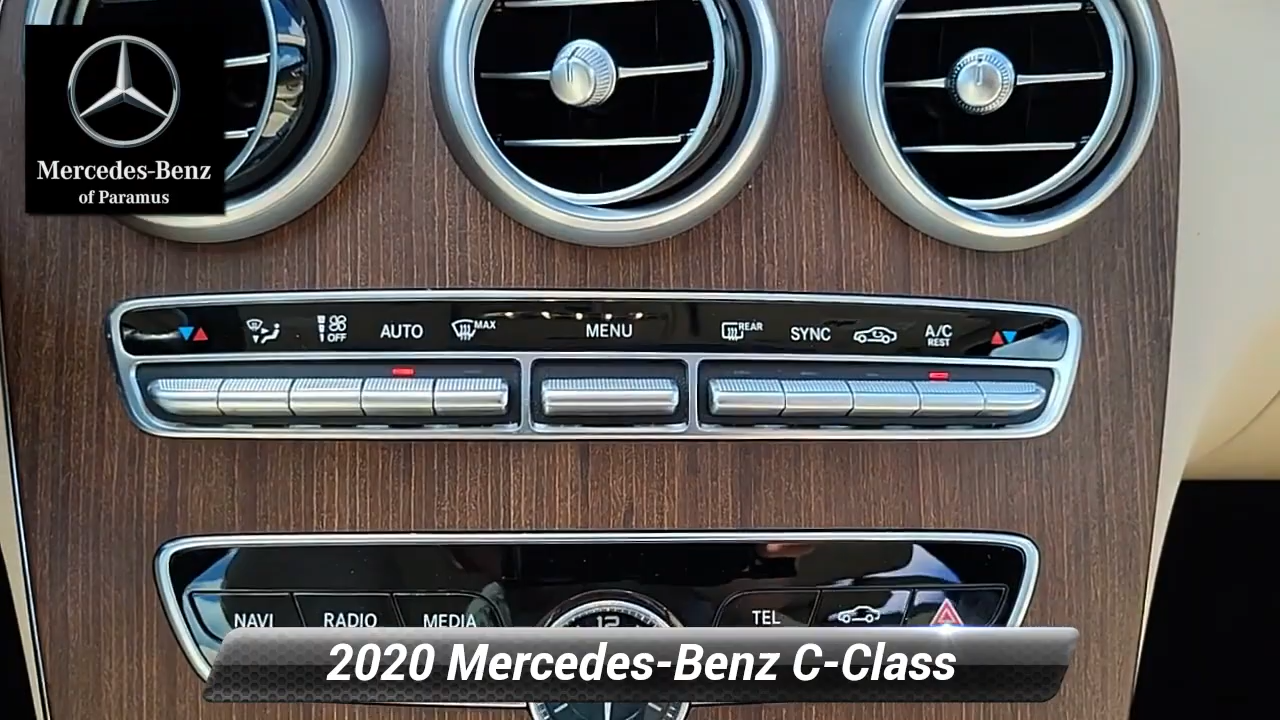 Mercedes-Benz
of Paramus
AUTO
MAX
MENU
REAR
SYNC
A/C
REST
OFF
NAVI
RADIO
MEDIA
TEL
12
2020 Mercedes-Benz C-Class